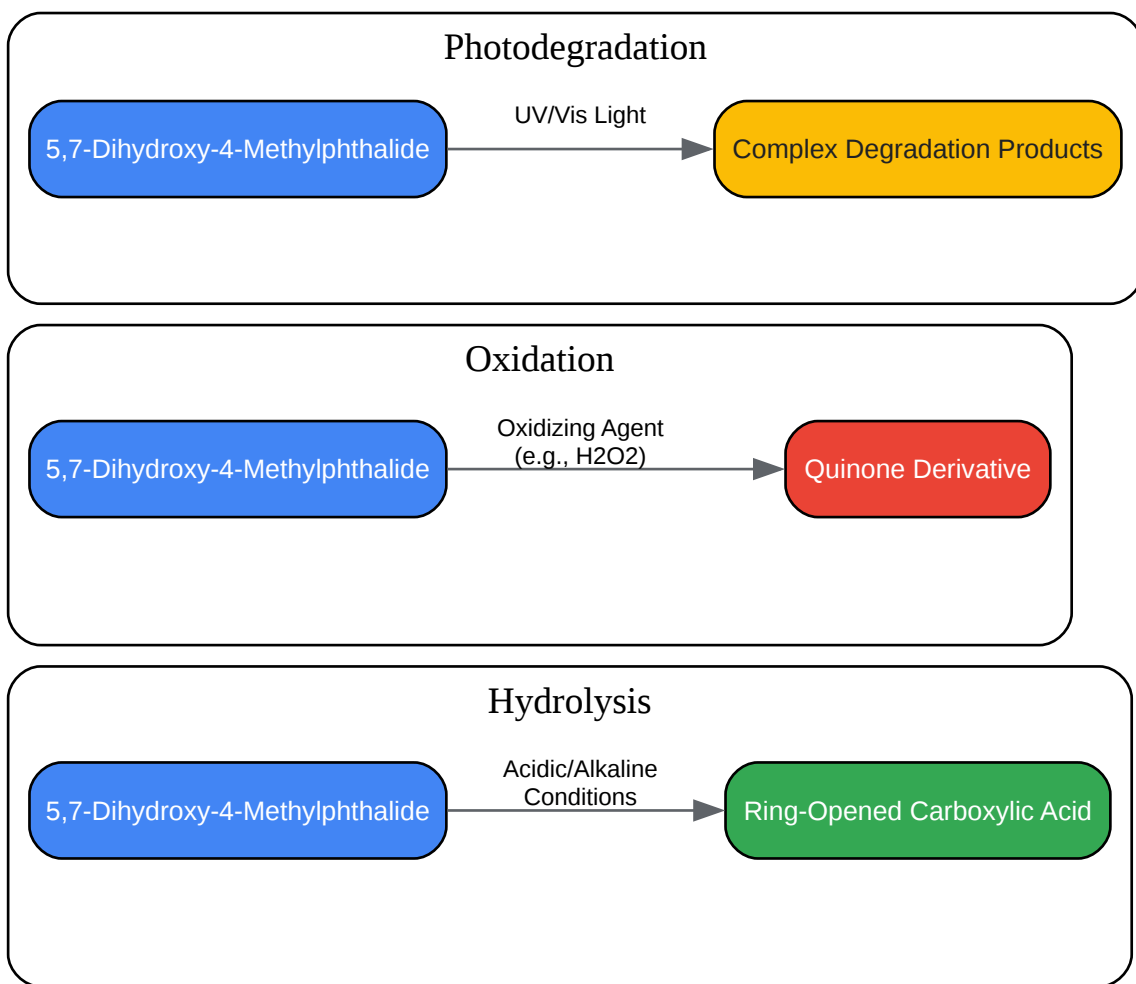 Photodegradation
5,7-Dihydroxy-4-Methylphthalide
UV/Vis Light
Complex Degradation Products
Oxidation
5,7-Dihydroxy-4-Methylphthalide
Oxidizing Agent
(e.g., H2O2)
Quinone Derivative
Hydrolysis
5,7-Dihydroxy-4-Methylphthalide
Acidic/Alkaline
Conditions
Ring-Opened Carboxylic Acid